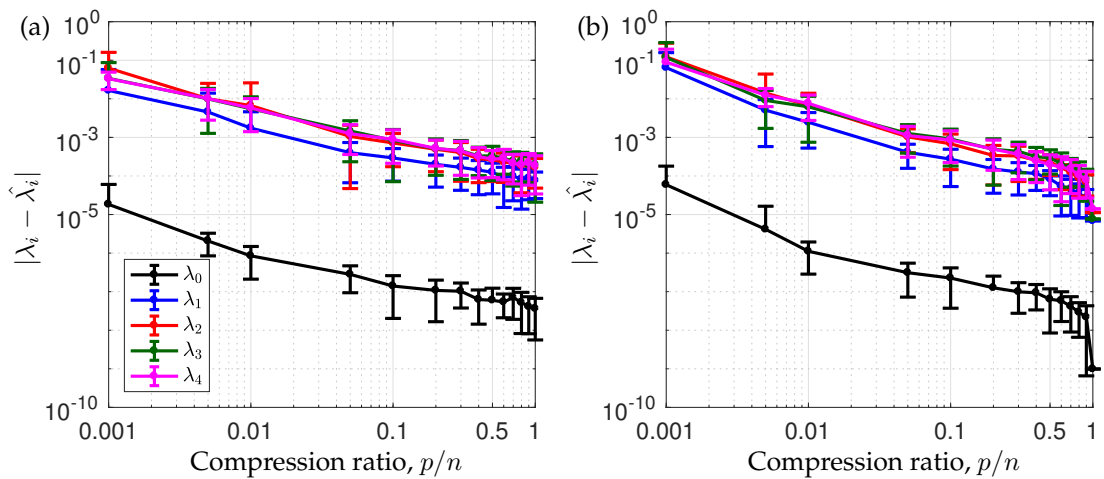 (a)
|λ_i − λ̂_i|
10^0
10^-1
10^-3
10^-5
10^-10
λ_0
λ_1
λ_2
λ_3
λ_4
0.001
0.01
0.1
0.5
1
Compression ratio, p/n
(b)
|λ_i − λ̂_i|
10^0
10^-1
10^-3
10^-5
10^-10
0.001
0.01
0.1
0.5
1
Compression ratio, p/n